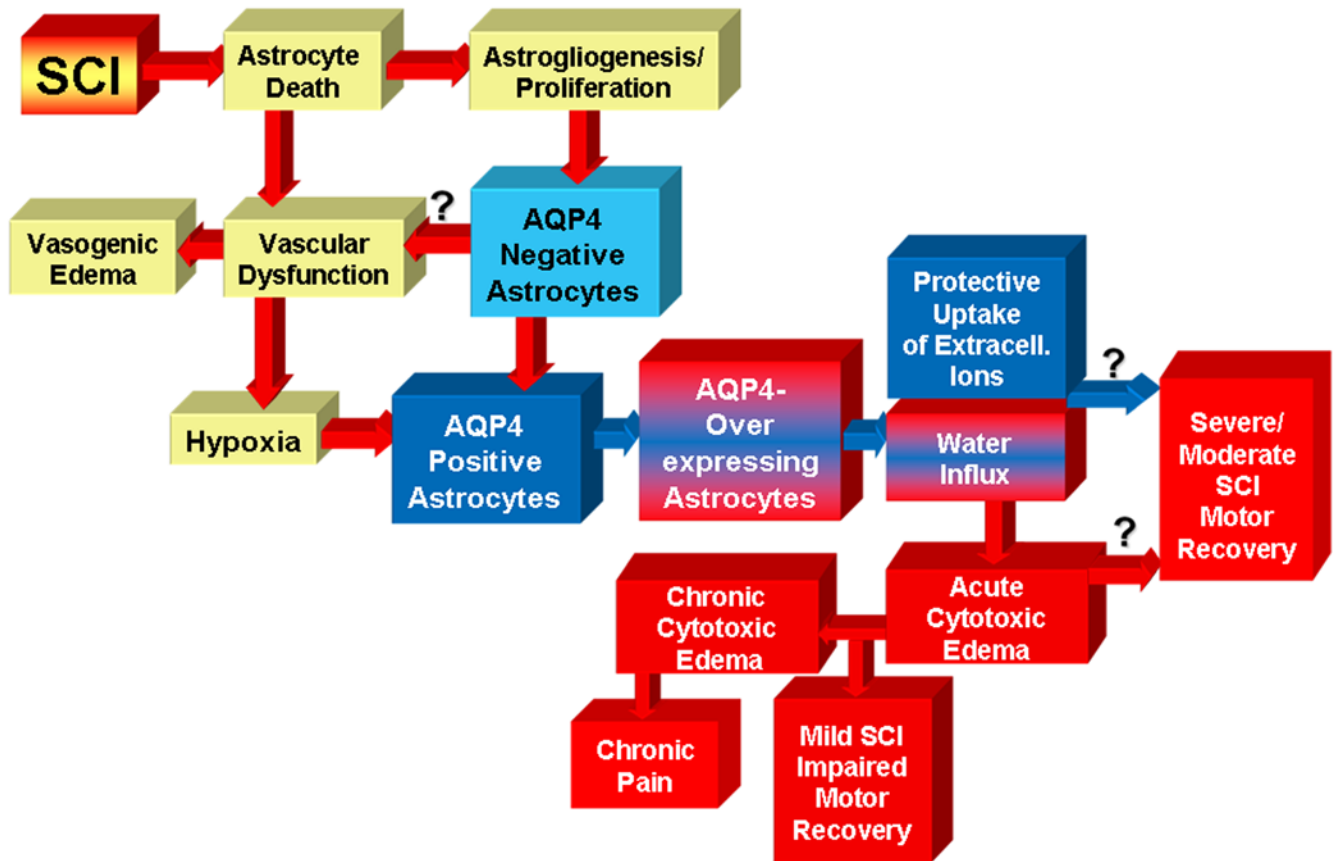 SCI
Astrocyte
Death
Astrogliogenesis/
Proliferation
Vasogenic
Edema
Vascular
Dysfunction
?
AQP4
Negative
Astrocytes
Hypoxia
AQP4
Positive
Astrocytes
AQP4-
Over
expressing
Astrocytes
Protective
Uptake
of Extracell.
Ions
Water
Influx
?
Severe/
Moderate
SCI
Motor
Recovery
?
Acute
Cytotoxic
Edema
Chronic
Cytotoxic
Edema
Chronic
Pain
Mild SCI
Impaired
Motor
Recovery